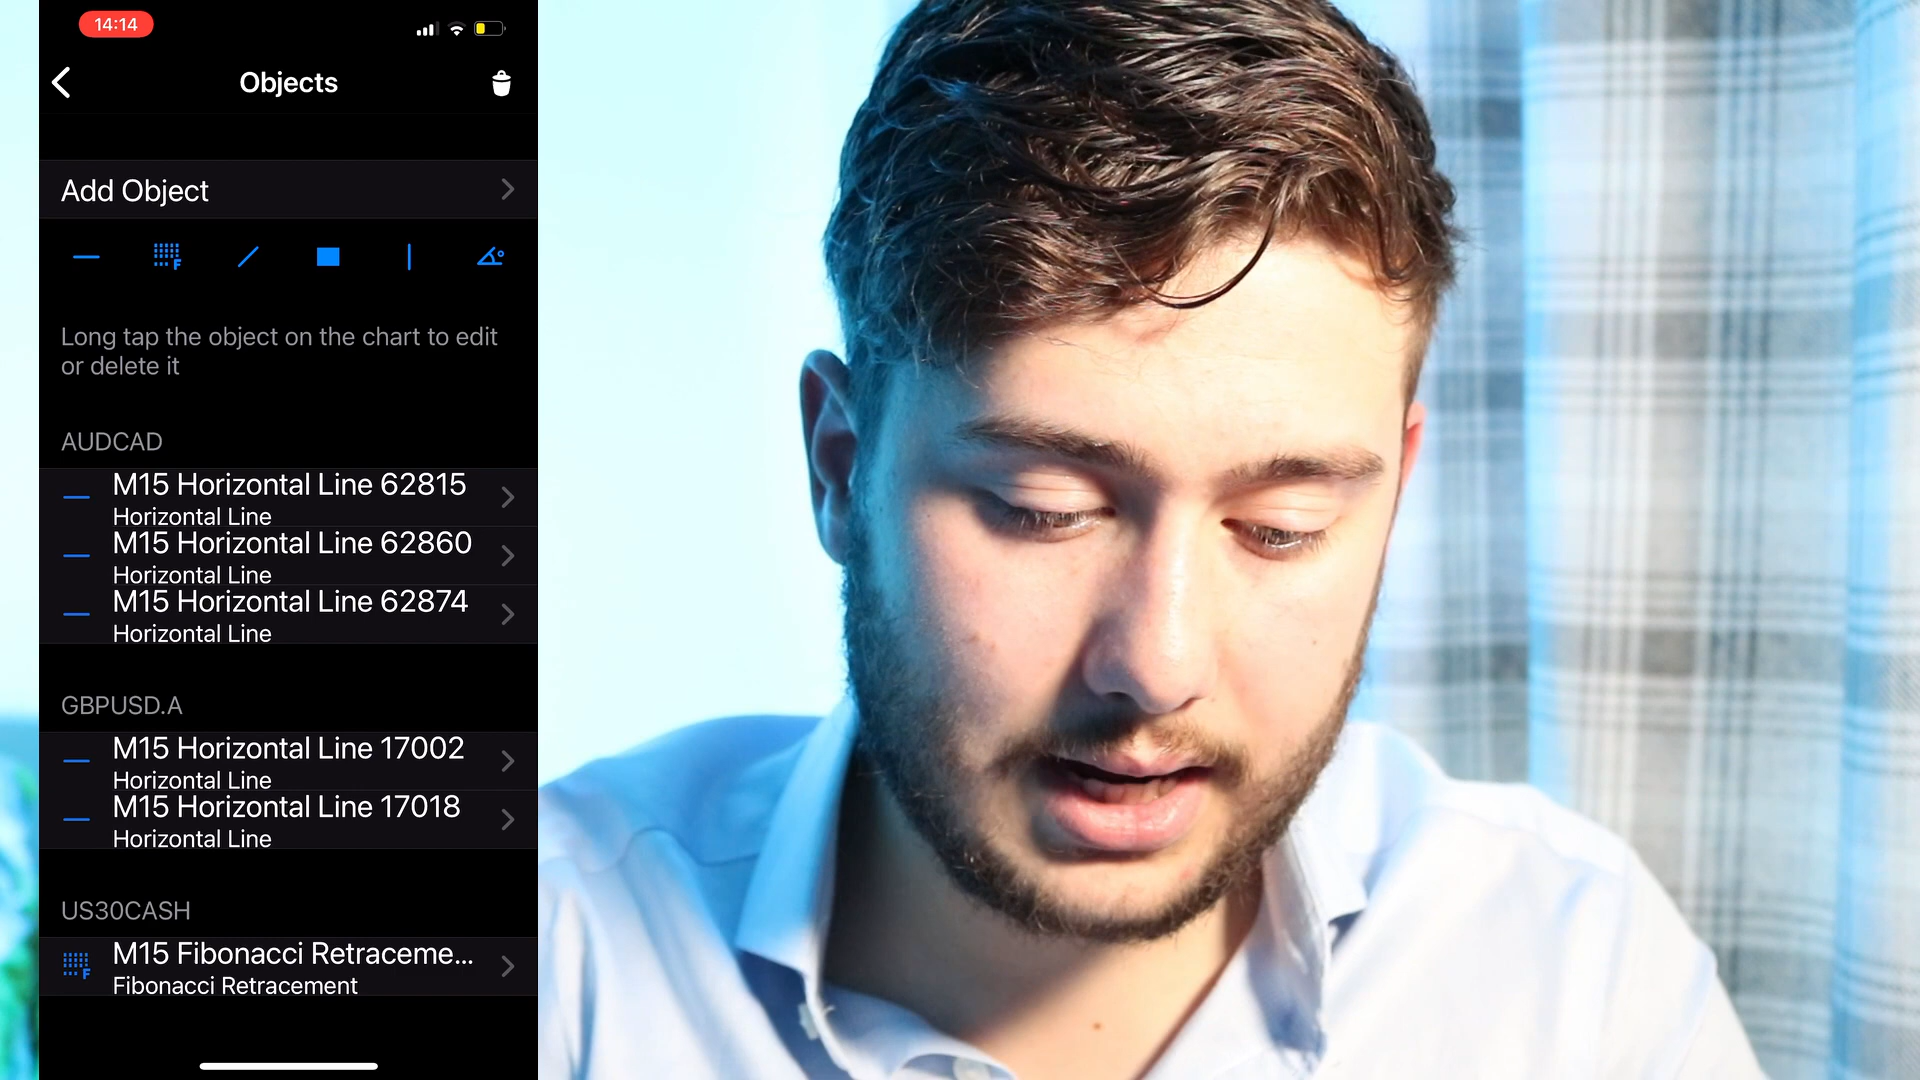 14:14
Objects
Add Object
Long tap the object on the chart to edit
or delete it
AUDCAD
M15 Horizontal Line 62815
Horizontal Line
M15 Horizontal Line 62860
Horizontal Line
M15 Horizontal Line 62874
Horizontal Line
GBPUSD.A
M15 Horizontal Line 17002
Horizontal Line
M15 Horizontal Line 17018
Horizontal Line
US30CASH
M15 Fibonacci Retraceme...
Fibonacci Retracement